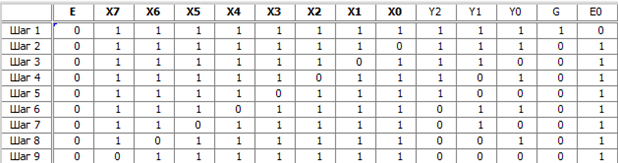 E X7 X6 X5 X4 X3 X2 X1 X0 Y2 Y1 Y0 G E0
Шаг 1 0 1 1 1 1 1 1 1 1 1 1 1 1 0
Шаг 2 0 1 1 1 1 1 1 1 0 1 1 1 0 1
Шаг 3 0 1 1 1 1 1 1 0 1 1 1 0 0 1
Шаг 4 0 1 1 1 1 1 0 1 1 1 0 1 0 1
Шаг 5 0 1 1 1 1 0 1 1 1 1 0 0 0 1
Шаг 6 0 1 1 1 0 1 1 1 1 0 1 1 0 1
Шаг 7 0 1 1 0 1 1 1 1 1 0 1 0 0 1
Шаг 8 0 1 0 1 1 1 1 1 1 0 0 1 0 1
Шаг 9 0 0 1 1 1 1 1 1 1 0 0 0 0 1